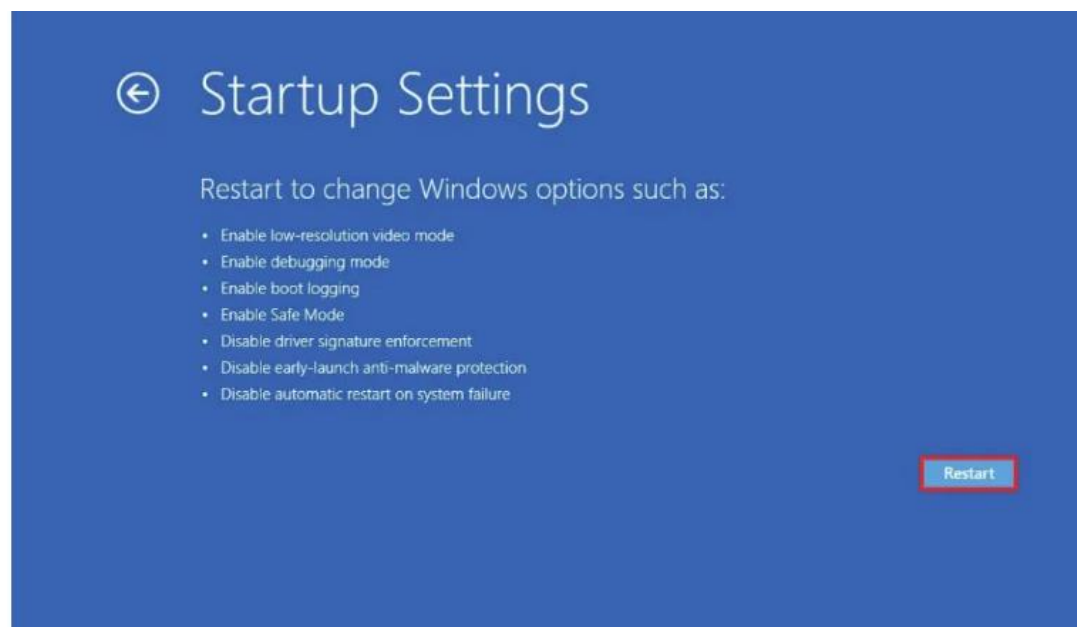 Startup Settings
Restart to change Windows options such as:
• Enable low-resolution video mode
• Enable debugging mode
• Enable boot logging
• Enable Safe Mode
• Disable driver signature enforcement
• Disable early-launch anti-malware protection
• Disable automatic restart on system failure
Restart